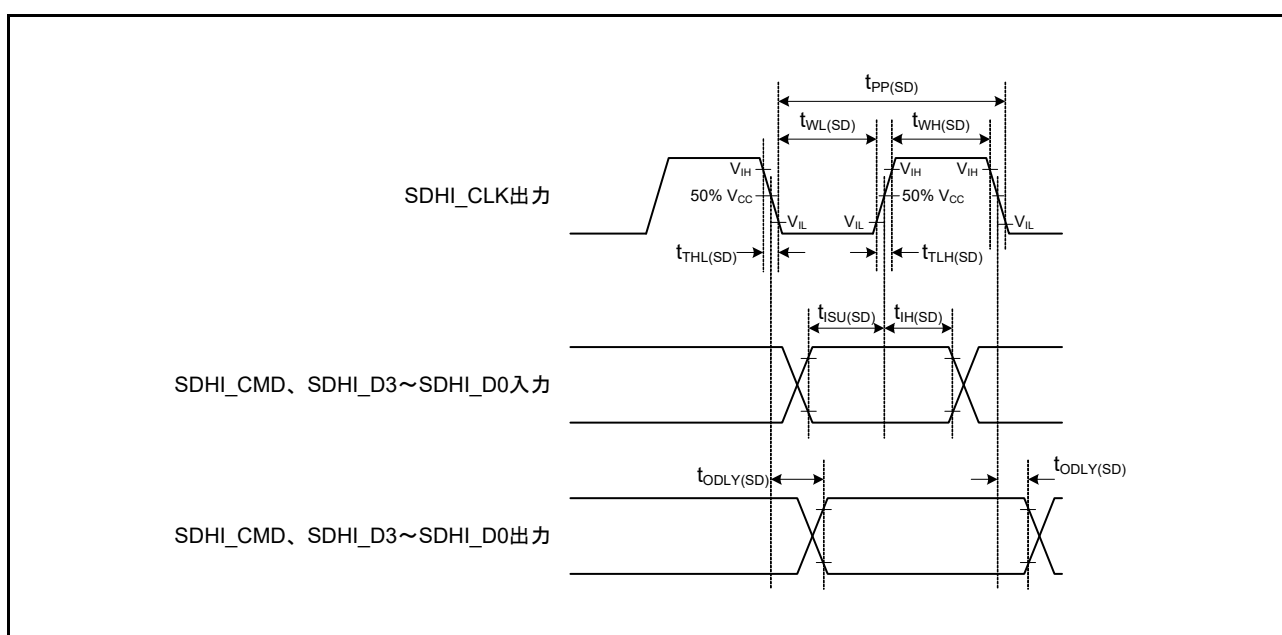 tPP(SD)
tWL(SD) tWH(SD)
VIH VIH VIH
SDHI_CLK出力 50% VCC 50% VCC
VIL VIL VIL
tTHL(SD) tTLH(SD)
tISU(SD) tIH(SD)
SDHI_CMD、SDHI_D3～SDHI_D0入力
tODLY(SD) tODLY(SD)
SDHI_CMD、SDHI_D3～SDHI_D0出力